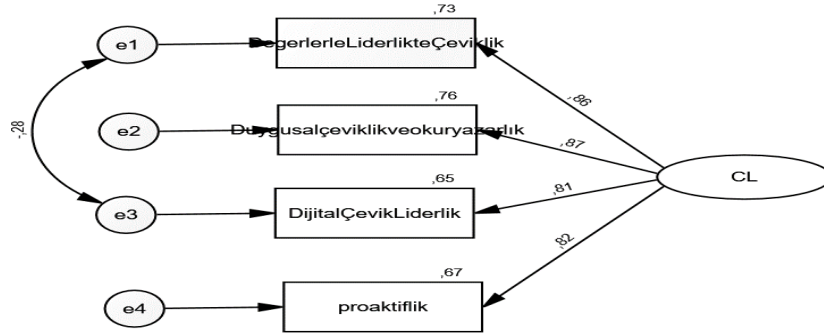 ,73
e1
DegerlerleLiderlikteÇeviklik
,86
,76
-,28
e2
Duygusalçeviklikveokuryazarlık
,87
CL
,65
,81
e3
DijitalÇevikLiderlik
,82
,67
e4
proaktiflik